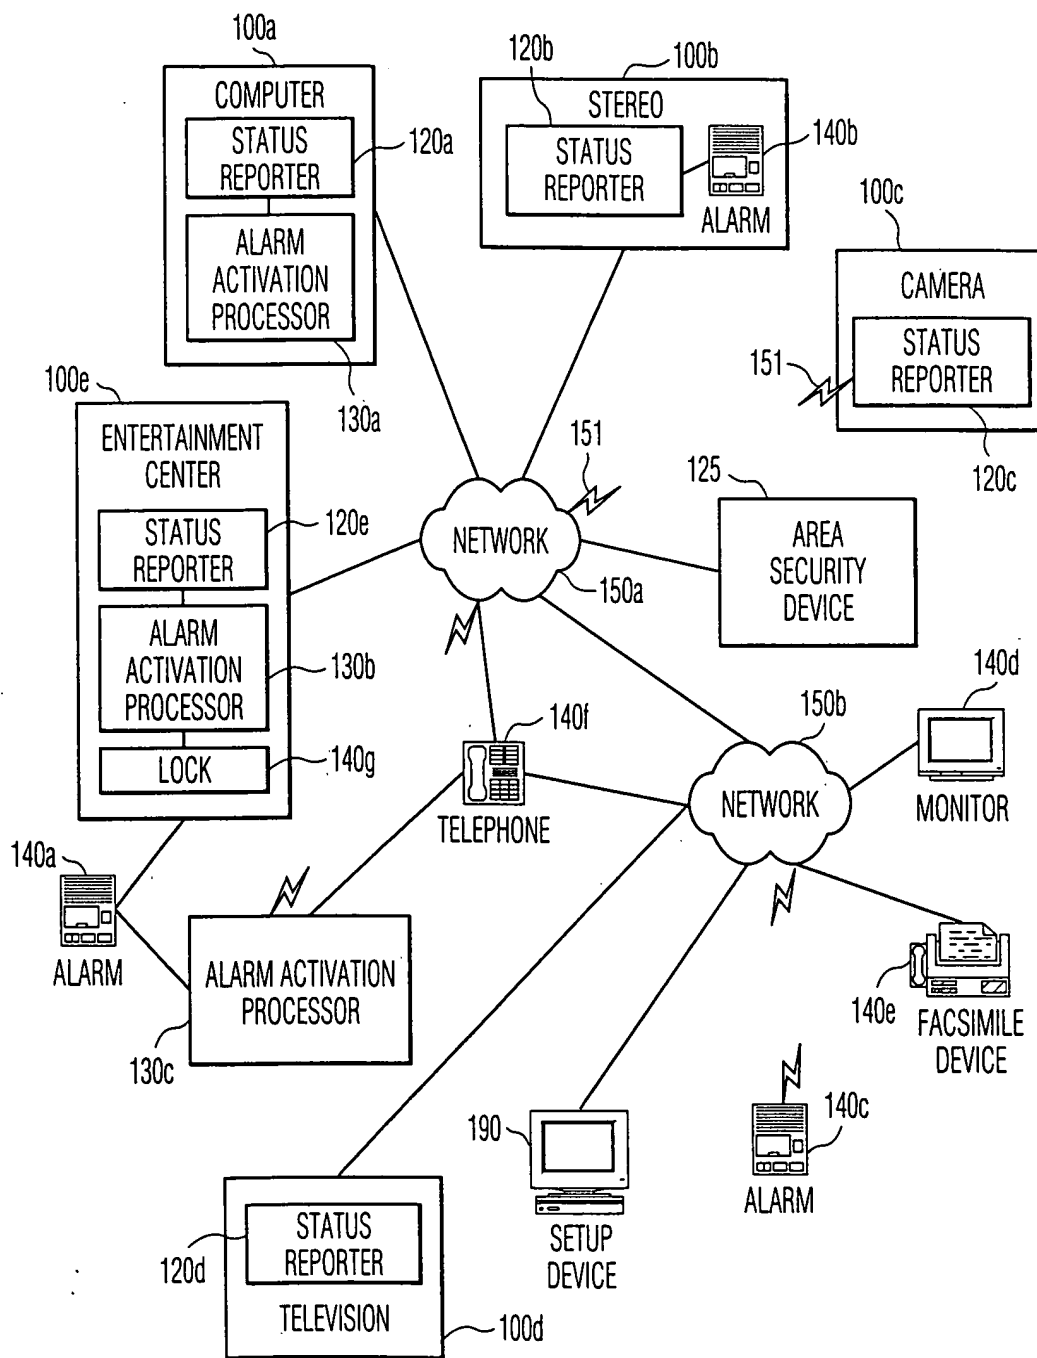 100a
COMPUTER
STATUS
REPORTER
120a
ALARM
ACTIVATION
PROCESSOR
130a
120b
100b
STEREO
STATUS
REPORTER
140b
ALARM
100c
CAMERA
STATUS
REPORTER
151
120c
100e
ENTERTAINMENT
CENTER
STATUS
REPORTER
120e
ALARM
ACTIVATION
PROCESSOR
130b
LOCK
140g
151
NETWORK
150a
125
AREA
SECURITY
DEVICE
140f
TELEPHONE
150b
NETWORK
140d
MONITOR
140a
ALARM
ALARM ACTIVATION
PROCESSOR
130c
140e
FACSIMILE
DEVICE
190
SETUP
DEVICE
140c
ALARM
STATUS
REPORTER
120d
TELEVISION
100d